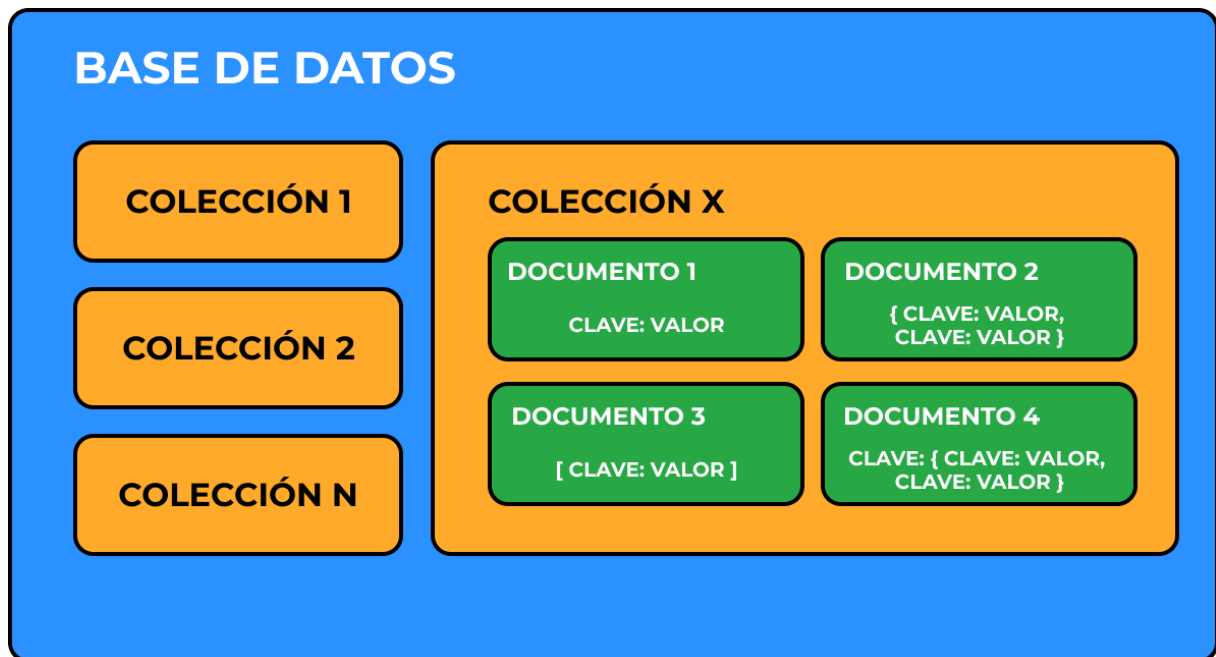 BASE DE DATOS
COLECCIÓN 1
COLECCIÓN 2
COLECCIÓN N
COLECCIÓN X
DOCUMENTO 1
CLAVE: VALOR
DOCUMENTO 2
{ CLAVE: VALOR,
CLAVE: VALOR }
DOCUMENTO 3
[ CLAVE: VALOR ]
DOCUMENTO 4
CLAVE: { CLAVE: VALOR,
CLAVE: VALOR }